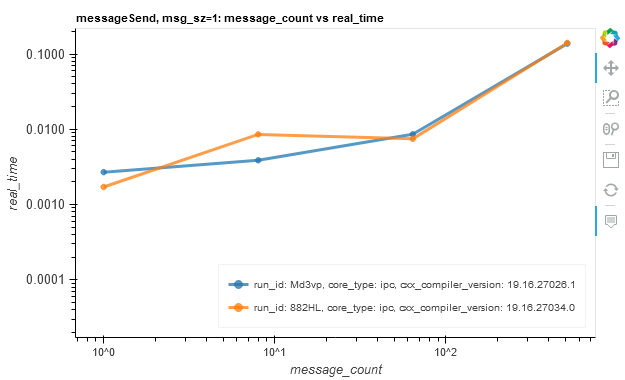 messageSend, msg_sz=1: message_count vs real_time
0.1000
0.0100
0.0010
0.0001
real_time
run_id: Md3vp, core_type: ipc, cxx_compiler_version: 19.16.27026.1
run_id: 882HL, core_type: ipc, cxx_compiler_version: 19.16.27034.0
10^0
10^1
10^2
message_count